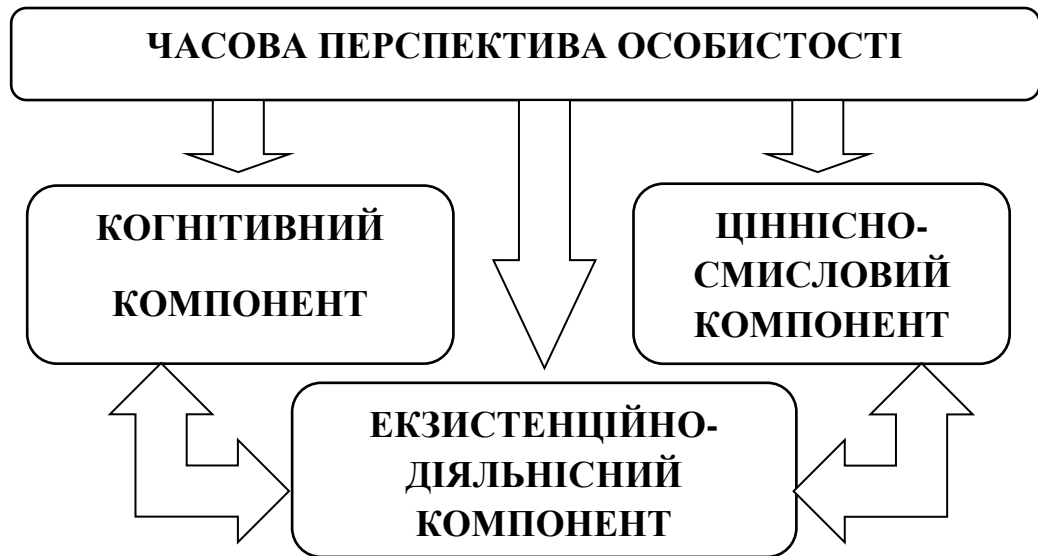 ЧАСОВА ПЕРСПЕКТИВА ОСОБИСТОСТІ
КОГНІТИВНИЙ
КОМПОНЕНТ
ЦІННІСНО-
СМИСЛОВИЙ
КОМПОНЕНТ
ЕКЗИСТЕНЦІЙНО-
ДІЯЛЬНІСНИЙ
КОМПОНЕНТ